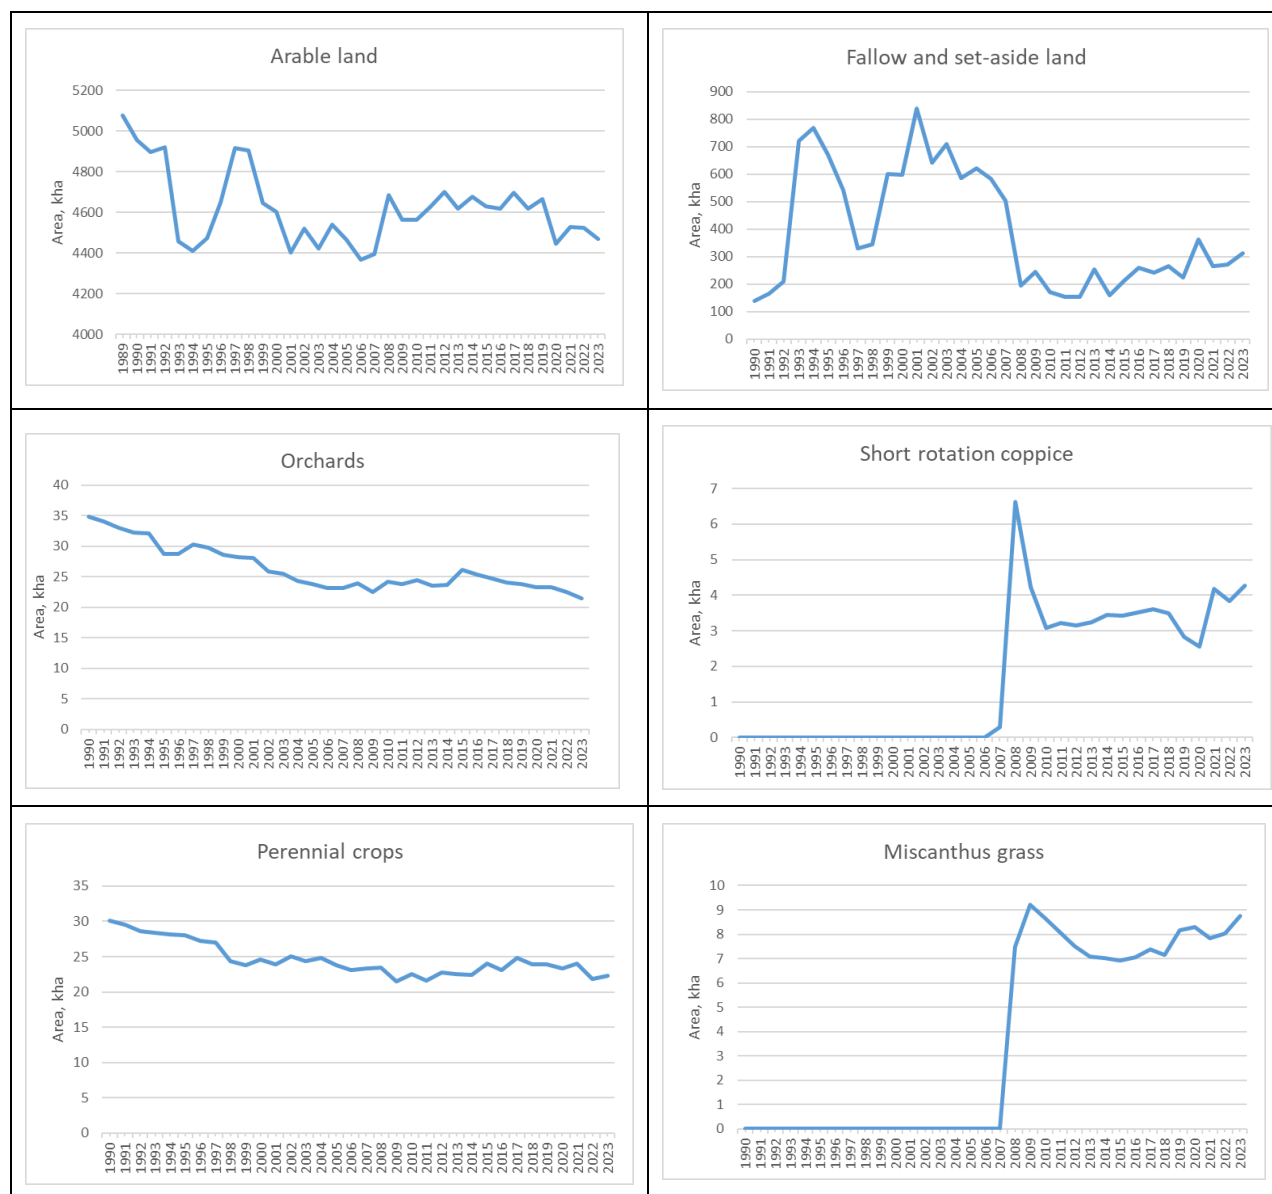 Arable land
Area, kha
5200
5000
4800
4600
4400
4200
4000
1989 1990 1991 1992 1993 1994 1995 1996 1997 1998 1999 2000 2001 2002 2003 2004 2005 2006 2007 2008 2009 2010 2011 2012 2013 2014 2015 2016 2017 2018 2019 2020 2021 2022 2023
Fallow and set-aside land
Area, kha
900
800
700
600
500
400
300
200
100
0
1990 1991 1992 1993 1994 1995 1996 1997 1998 1999 2000 2001 2002 2003 2004 2005 2006 2007 2008 2009 2010 2011 2012 2013 2014 2015 2016 2017 2018 2019 2020 2021 2022 2023
Orchards
Area, kha
40
35
30
25
20
15
10
5
0
1990 1991 1992 1993 1994 1995 1996 1997 1998 1999 2000 2001 2002 2003 2004 2005 2006 2007 2008 2009 2010 2011 2012 2013 2014 2015 2016 2017 2018 2019 2020 2021 2022 2023
Short rotation coppice
Area, kha
7
6
5
4
3
2
1
0
1990 1991 1992 1993 1994 1995 1996 1997 1998 1999 2000 2001 2002 2003 2004 2005 2006 2007 2008 2009 2010 2011 2012 2013 2014 2015 2016 2017 2018 2019 2020 2021 2022 2023
Perennial crops
Area, kha
35
30
25
20
15
10
5
0
1990 1991 1992 1993 1994 1995 1996 1997 1998 1999 2000 2001 2002 2003 2004 2005 2006 2007 2008 2009 2010 2011 2012 2013 2014 2015 2016 2017 2018 2019 2020 2021 2022 2023
Miscanthus grass
Area, kha
10
9
8
7
6
5
4
3
2
1
0
1990 1991 1992 1993 1994 1995 1996 1997 1998 1999 2000 2001 2002 2003 2004 2005 2006 2007 2008 2009 2010 2011 2012 2013 2014 2015 2016 2017 2018 2019 2020 2021 2022 2023